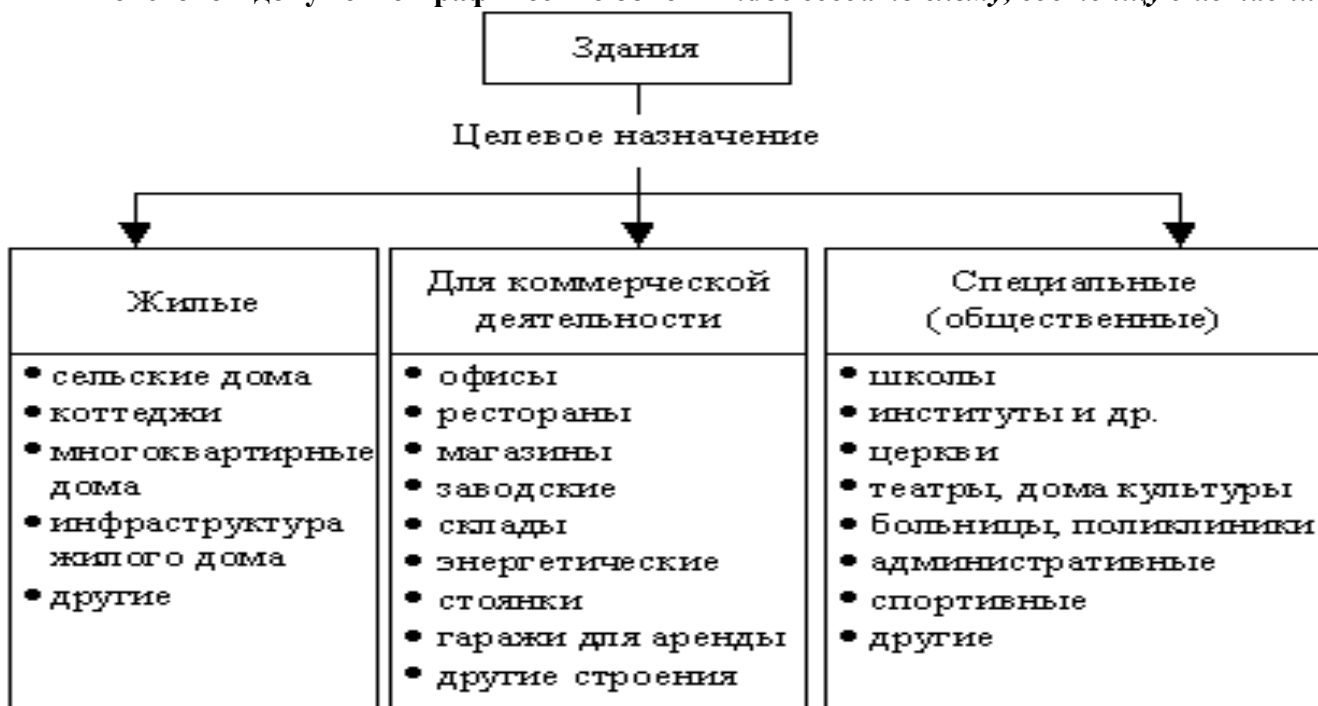 Здания
Целевое назначение
Жилые
• сельские дома
• коттеджи
• многоквартирные
дома
• инфраструктура
жилого дома
• другие
Для коммерческой
деятельности
• офисы
• рестораны
• магазины
• заводские
• склады
• энергетические
• стоянки
• гаражи для аренды
• другие строения
Специальные
(общественные)
• школы
• институты и др.
• церкви
• театры, дома культуры
• больницы, поликлиники
• административные
• спортивные
• другие